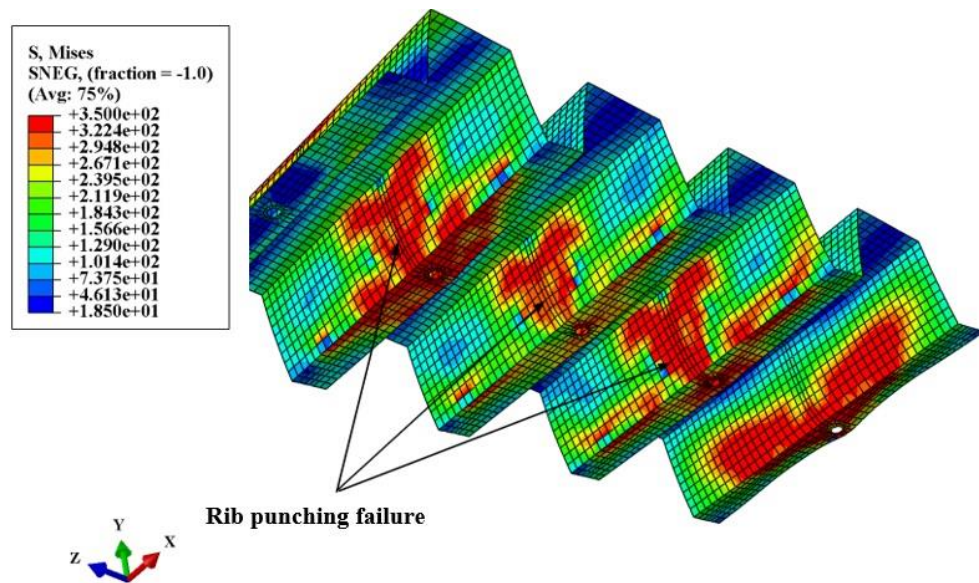 S, Mises
SNEG, (fraction = -1.0)
(Avg: 75%)
+3.500e+02
+3.224e+02
+2.948e+02
+2.671e+02
+2.395e+02
+2.119e+02
+1.843e+02
+1.566e+02
+1.290e+02
+1.014e+02
+7.375e+01
+4.613e+01
+1.850e+01
Rib punching failure
Y
Z
X